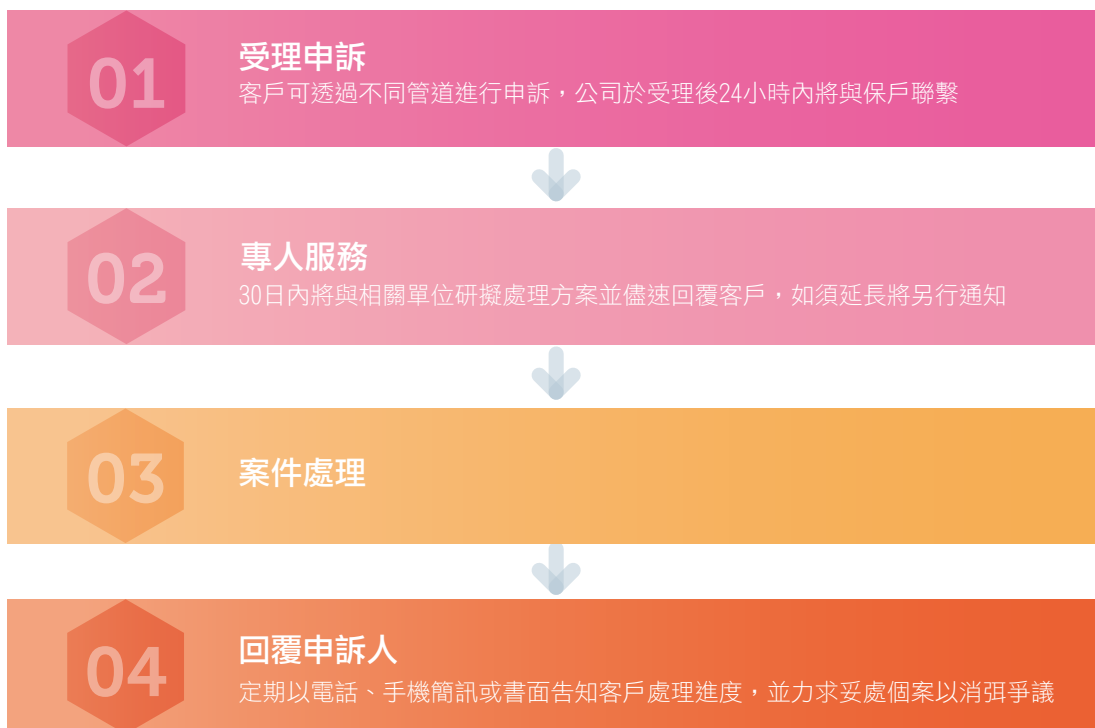 01
受理申訴
客戶可透過不同管道進行申訴，公司於受理後24小時內將與保戶聯繫
02
專人服務
30日內將與相關單位研擬處理方案並儘速回覆客戶，如須延長將另行通知
03
案件處理
04
回覆申訴人
定期以電話、手機簡訊或書面告知客戶處理進度，並力求妥處個案以消弭爭議